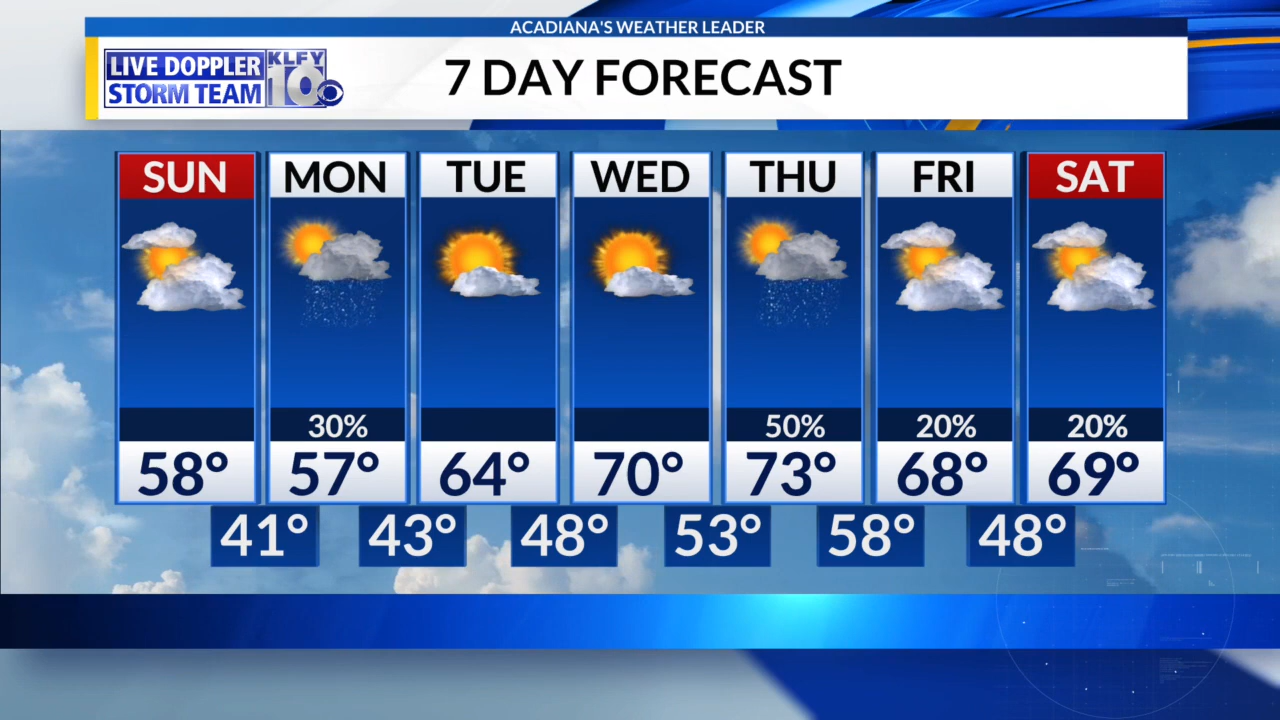 ACADIANA'S WEATHER LEADER
LIVE DOPPLER
STORM TEAM
KLFY
10
7 DAY FORECAST
SUN MON TUE WED THU FRI SAT
30% 50% 20% 20%
58° 57° 64° 70° 73° 68° 69°
41° 43° 48° 53° 58° 48°